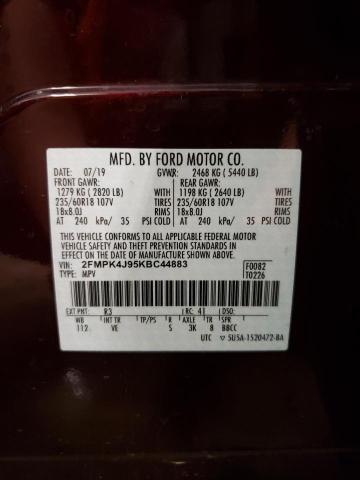 MFD. BY FORD MOTOR CO.
DATE: 07/19 GVWR: 2468 KG ( 5440 LB)
FRONT GAWR: REAR GAWR:
1279 KG ( 2820 LB) WITH 1198 KG ( 2640 LB) WITH
235/60R18 107V TIRES 235/60R18 107V TIRES
18x8.0J RIMS 18x8.0J RIMS
AT 240 kPa/ 35 PSI COLD AT 240 kPa/ 35 PSI COLD
THIS VEHICLE CONFORMS TO ALL APPLICABLE FEDERAL MOTOR
VEHICLE SAFETY AND THEFT PREVENTION STANDARDS IN EFFECT ON
THE DATE OF MANUFACTURE SHOWN ABOVE.
VIN: 2FMPK4J95KBC44883 F0082
TYPE: MPV T0226
EXT PNT: R3 RC: 41 DSO:
WB INT TR TP/PS R AXLE TR SPR
112 VE S 3K 8 BBCC
UTC 5U5A-1520472-BA